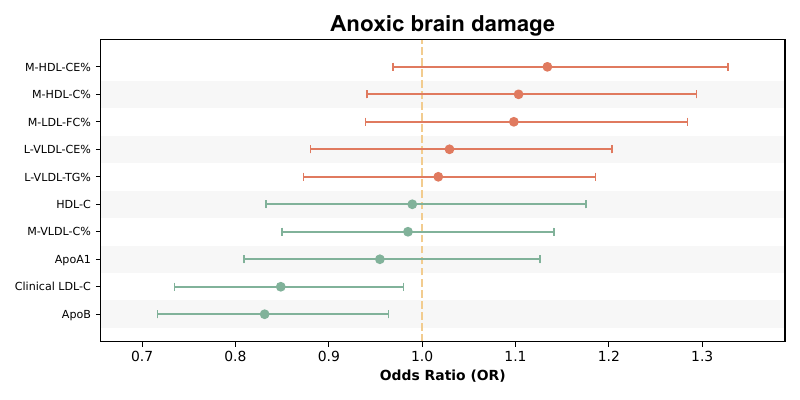 Anoxic brain damage
M-HDL-CE%
M-HDL-C%
M-LDL-FC%
L-VLDL-CE%
L-VLDL-TG%
HDL-C
M-VLDL-C%
ApoA1
Clinical LDL-C
ApoB
0.7 0.8 0.9 1.0 1.1 1.2 1.3
Odds Ratio (OR)